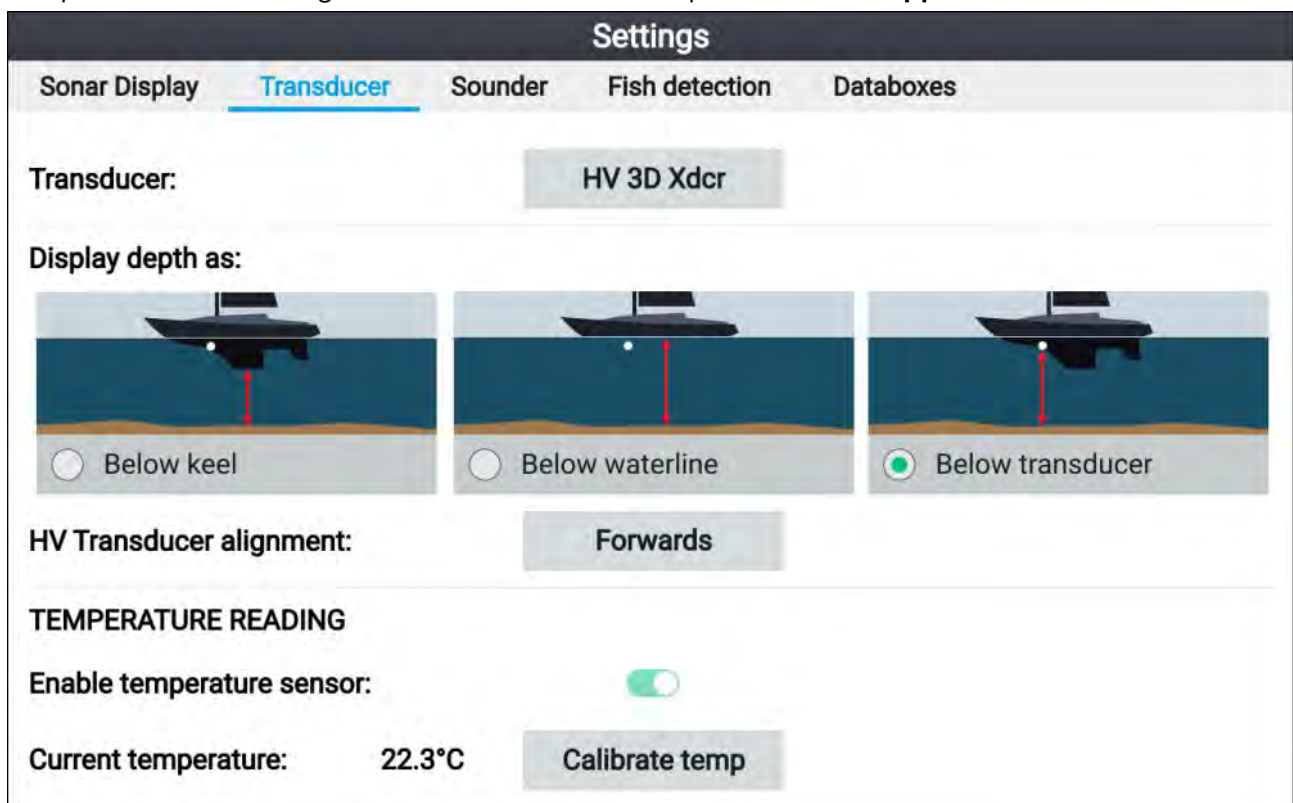 Settings
Sonar Display Transducer Sounder Fish detection Databoxes
Transducer: HV 3D Xdcr
Display depth as:
Below keel Below waterline Below transducer
HV Transducer alignment: Forwards
TEMPERATURE READING
Enable temperature sensor:
Current temperature: 22.3°C Calibrate temp